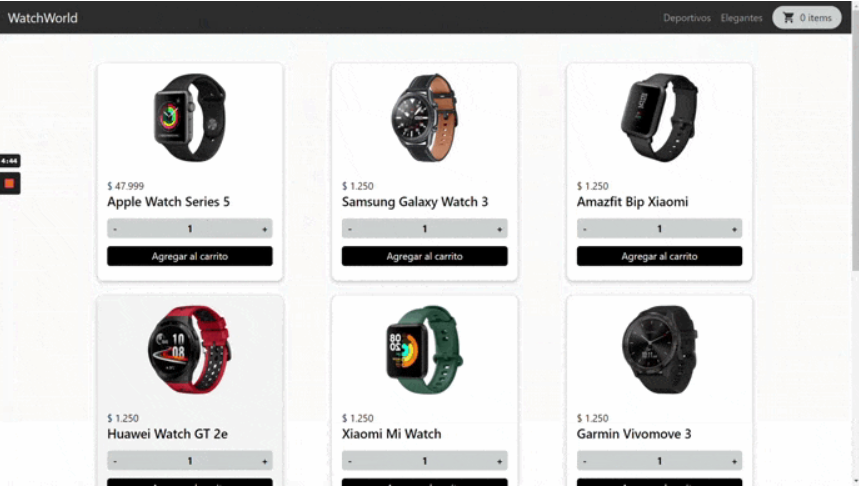 WatchWorld
Deportivos Elegantes 0 items
4:44
$ 47.999 $ 1.250 $ 1.250
Apple Watch Series 5 Samsung Galaxy Watch 3 Amazfit Bip Xiaomi
- 1 + - 1 + - 1 +
Agregar al carrito Agregar al carrito Agregar al carrito
10
08
$ 1.250 $ 1.250 $ 1.250
Huawei Watch GT 2e Xiaomi Mi Watch Garmin Vivomove 3
- 1 + - 1 + - 1 +